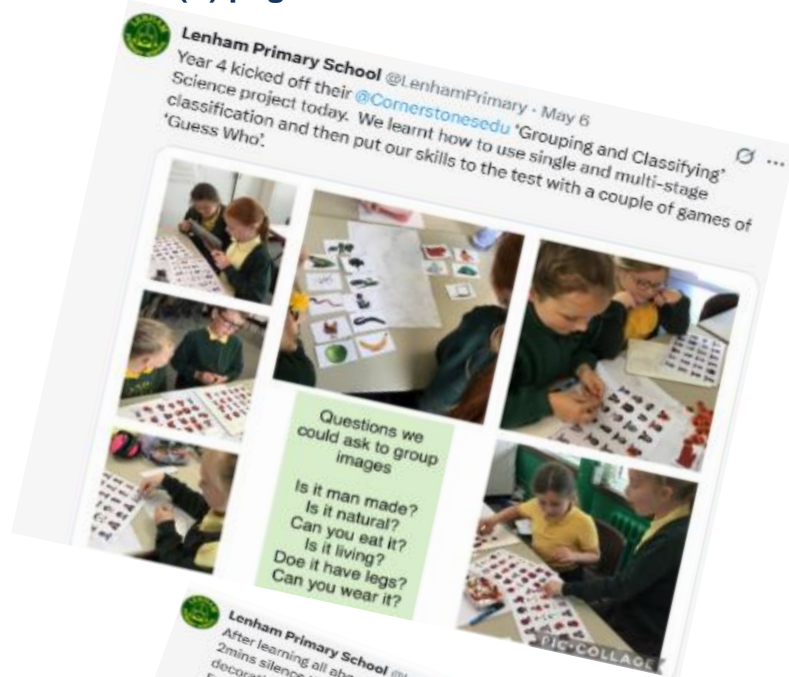 Lenham Primary School @LenhamPrimary · May 6
Year 4 kicked off their @Cornerstonesedu 'Grouping and Classifying'
Science project today. We learnt how to use single and multi-stage
classification and then put our skills to the test with a couple of games of
'Guess Who'.
Questions we
could ask to group
images
Is it man made?
Is it natural?
Can you eat it?
Is it living?
Doe it have legs?
Can you wear it?
PIC•COLLAGE
Lenham Primary School
After learning all
2mins silence